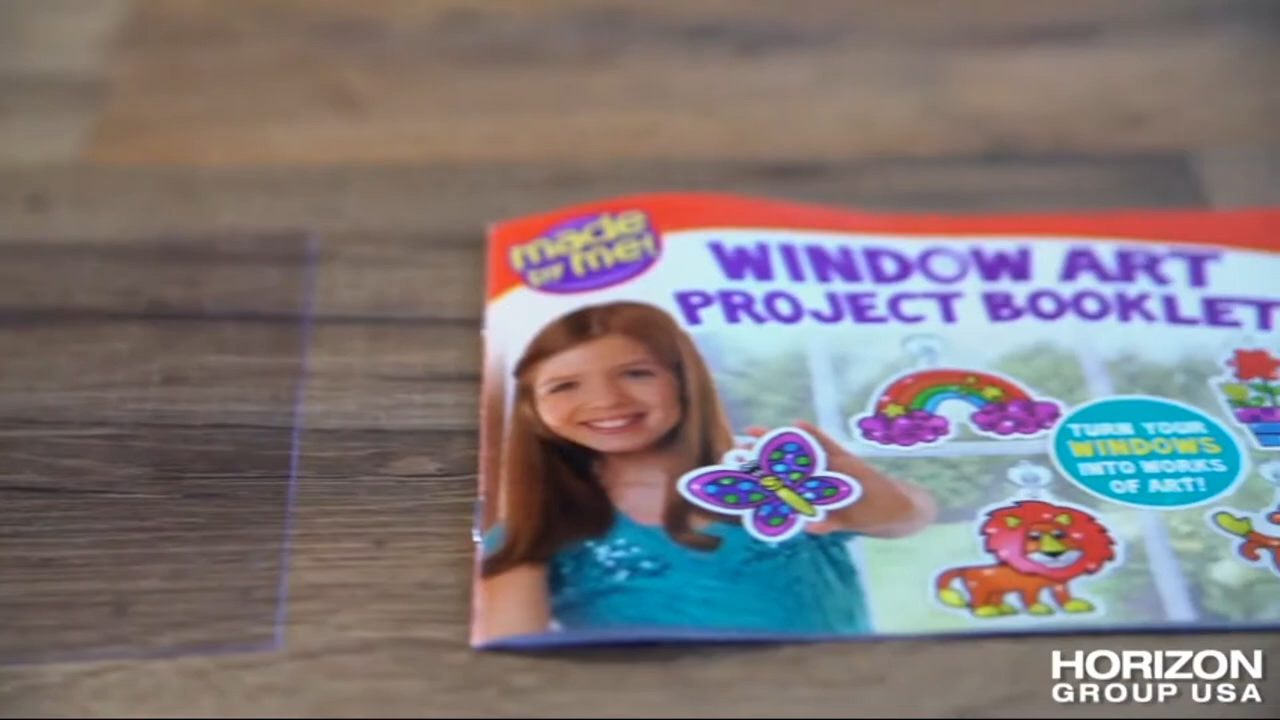 made
by me!
WINDOW ART
PROJECT BOOKLET
TURN YOUR
WINDOWS
INTO WORKS
OF ART!
HORIZON
GROUP USA